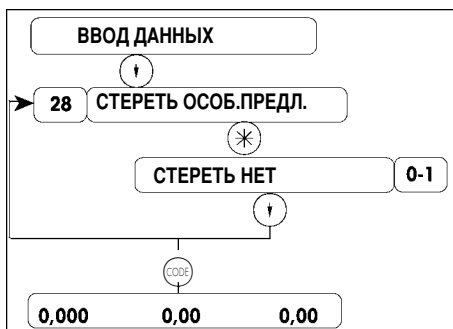 ВВОД ДАННЫХ
28 СТЕРЕТЬ ОСОБ.ПРЕДЛ.
СТЕРЕТЬ НЕТ 0-1
CODE
0,000 0,00 0,00